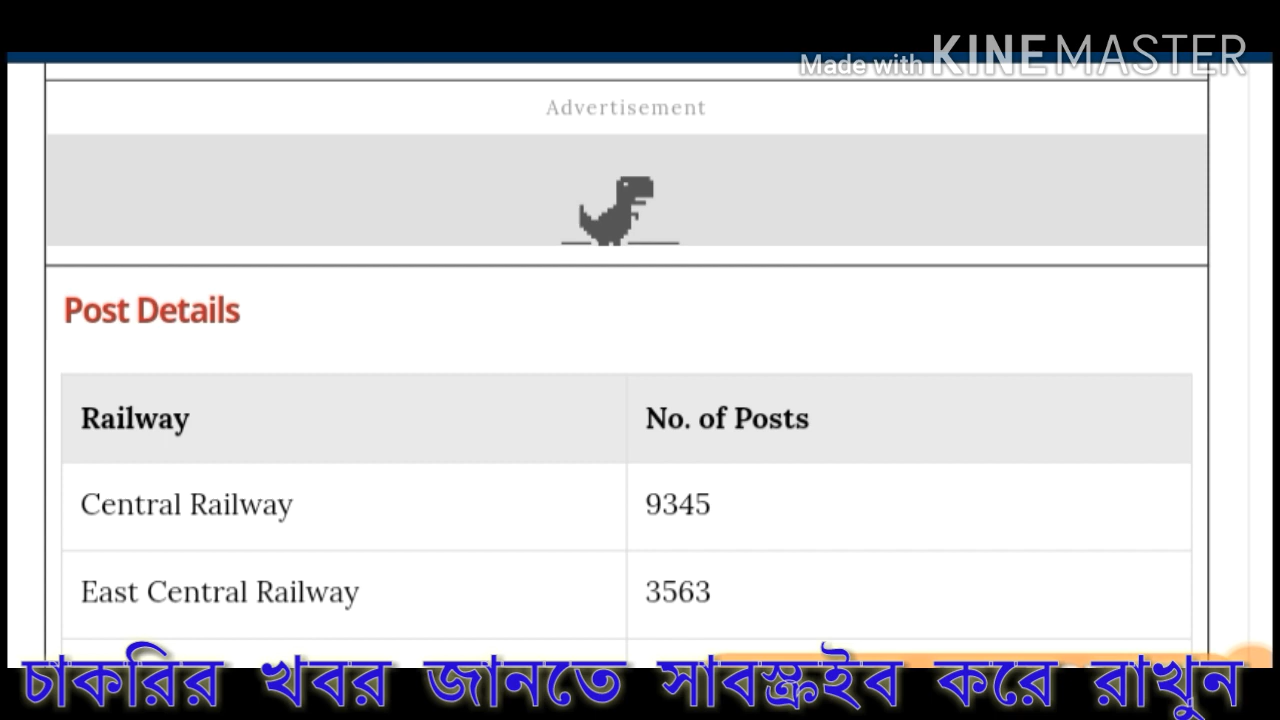 Made with KINEMASTER
Advertisement
Post Details
Railway No. of Posts
Central Railway 9345
East Central Railway 3563
চাকরির খবর জানতে সাবস্ক্রইব করে রাখুন